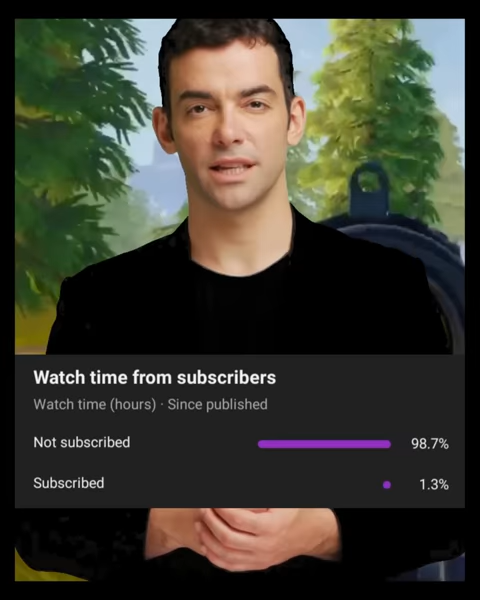 Watch time from subscribers
Watch time (hours) · Since published
Not subscribed 98.7%
Subscribed 1.3%